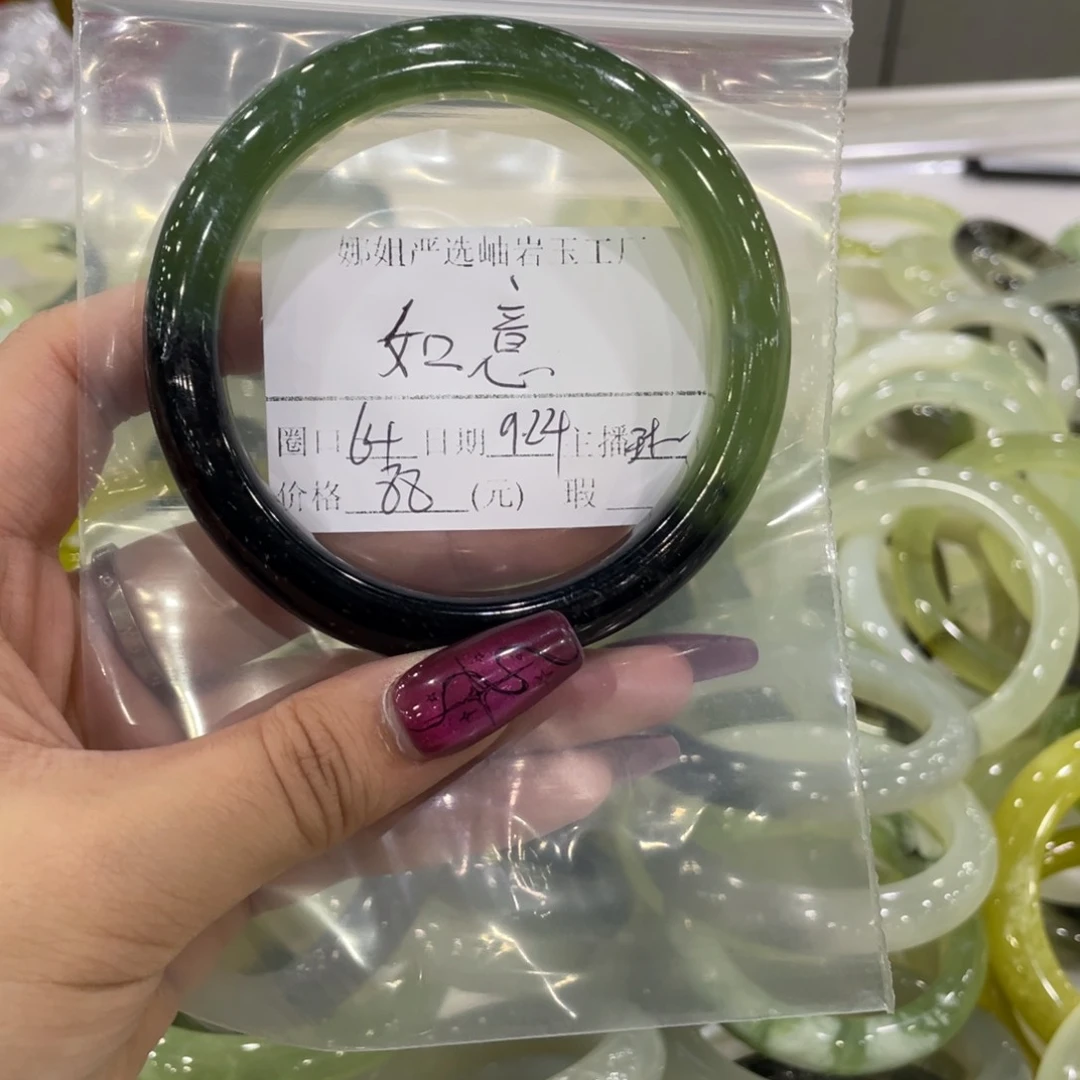 娜姐严选岫岩玉工厂
如意
圈口 64 日期 9.24 主播
价格 88 (元) 瑕